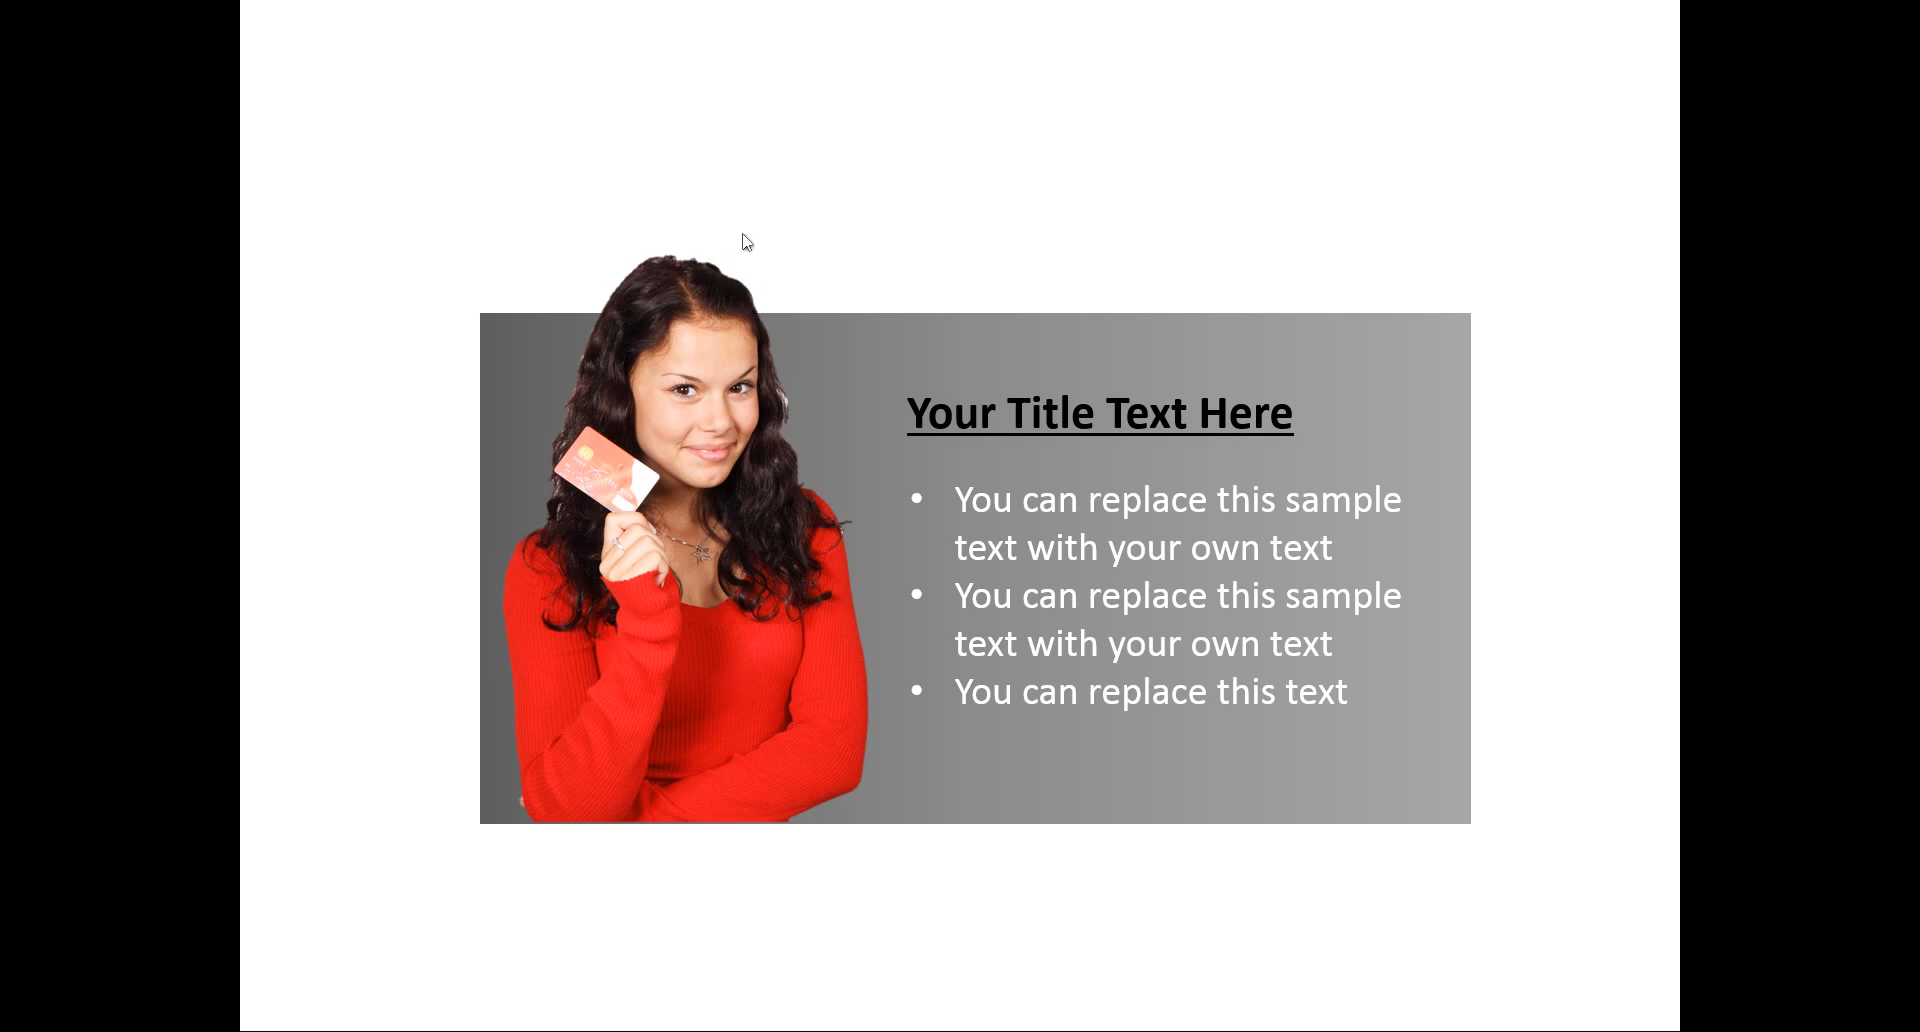 Your Title Text Here
• You can replace this sample
text with your own text
• You can replace this sample
text with your own text
• You can replace this text